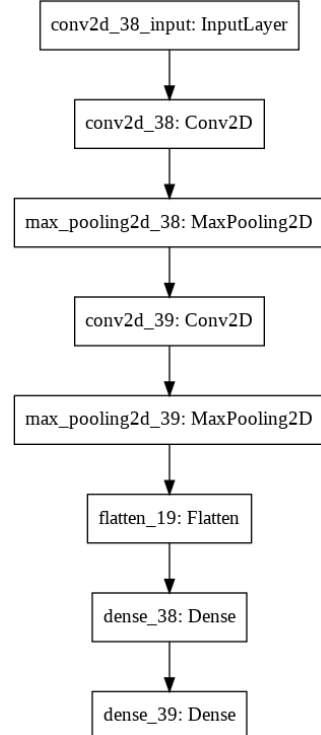 conv2d_38_input: InputLayer
conv2d_38: Conv2D
max_pooling2d_38: MaxPooling2D
conv2d_39: Conv2D
max_pooling2d_39: MaxPooling2D
flatten_19: Flatten
dense_38: Dense
dense_39: Dense